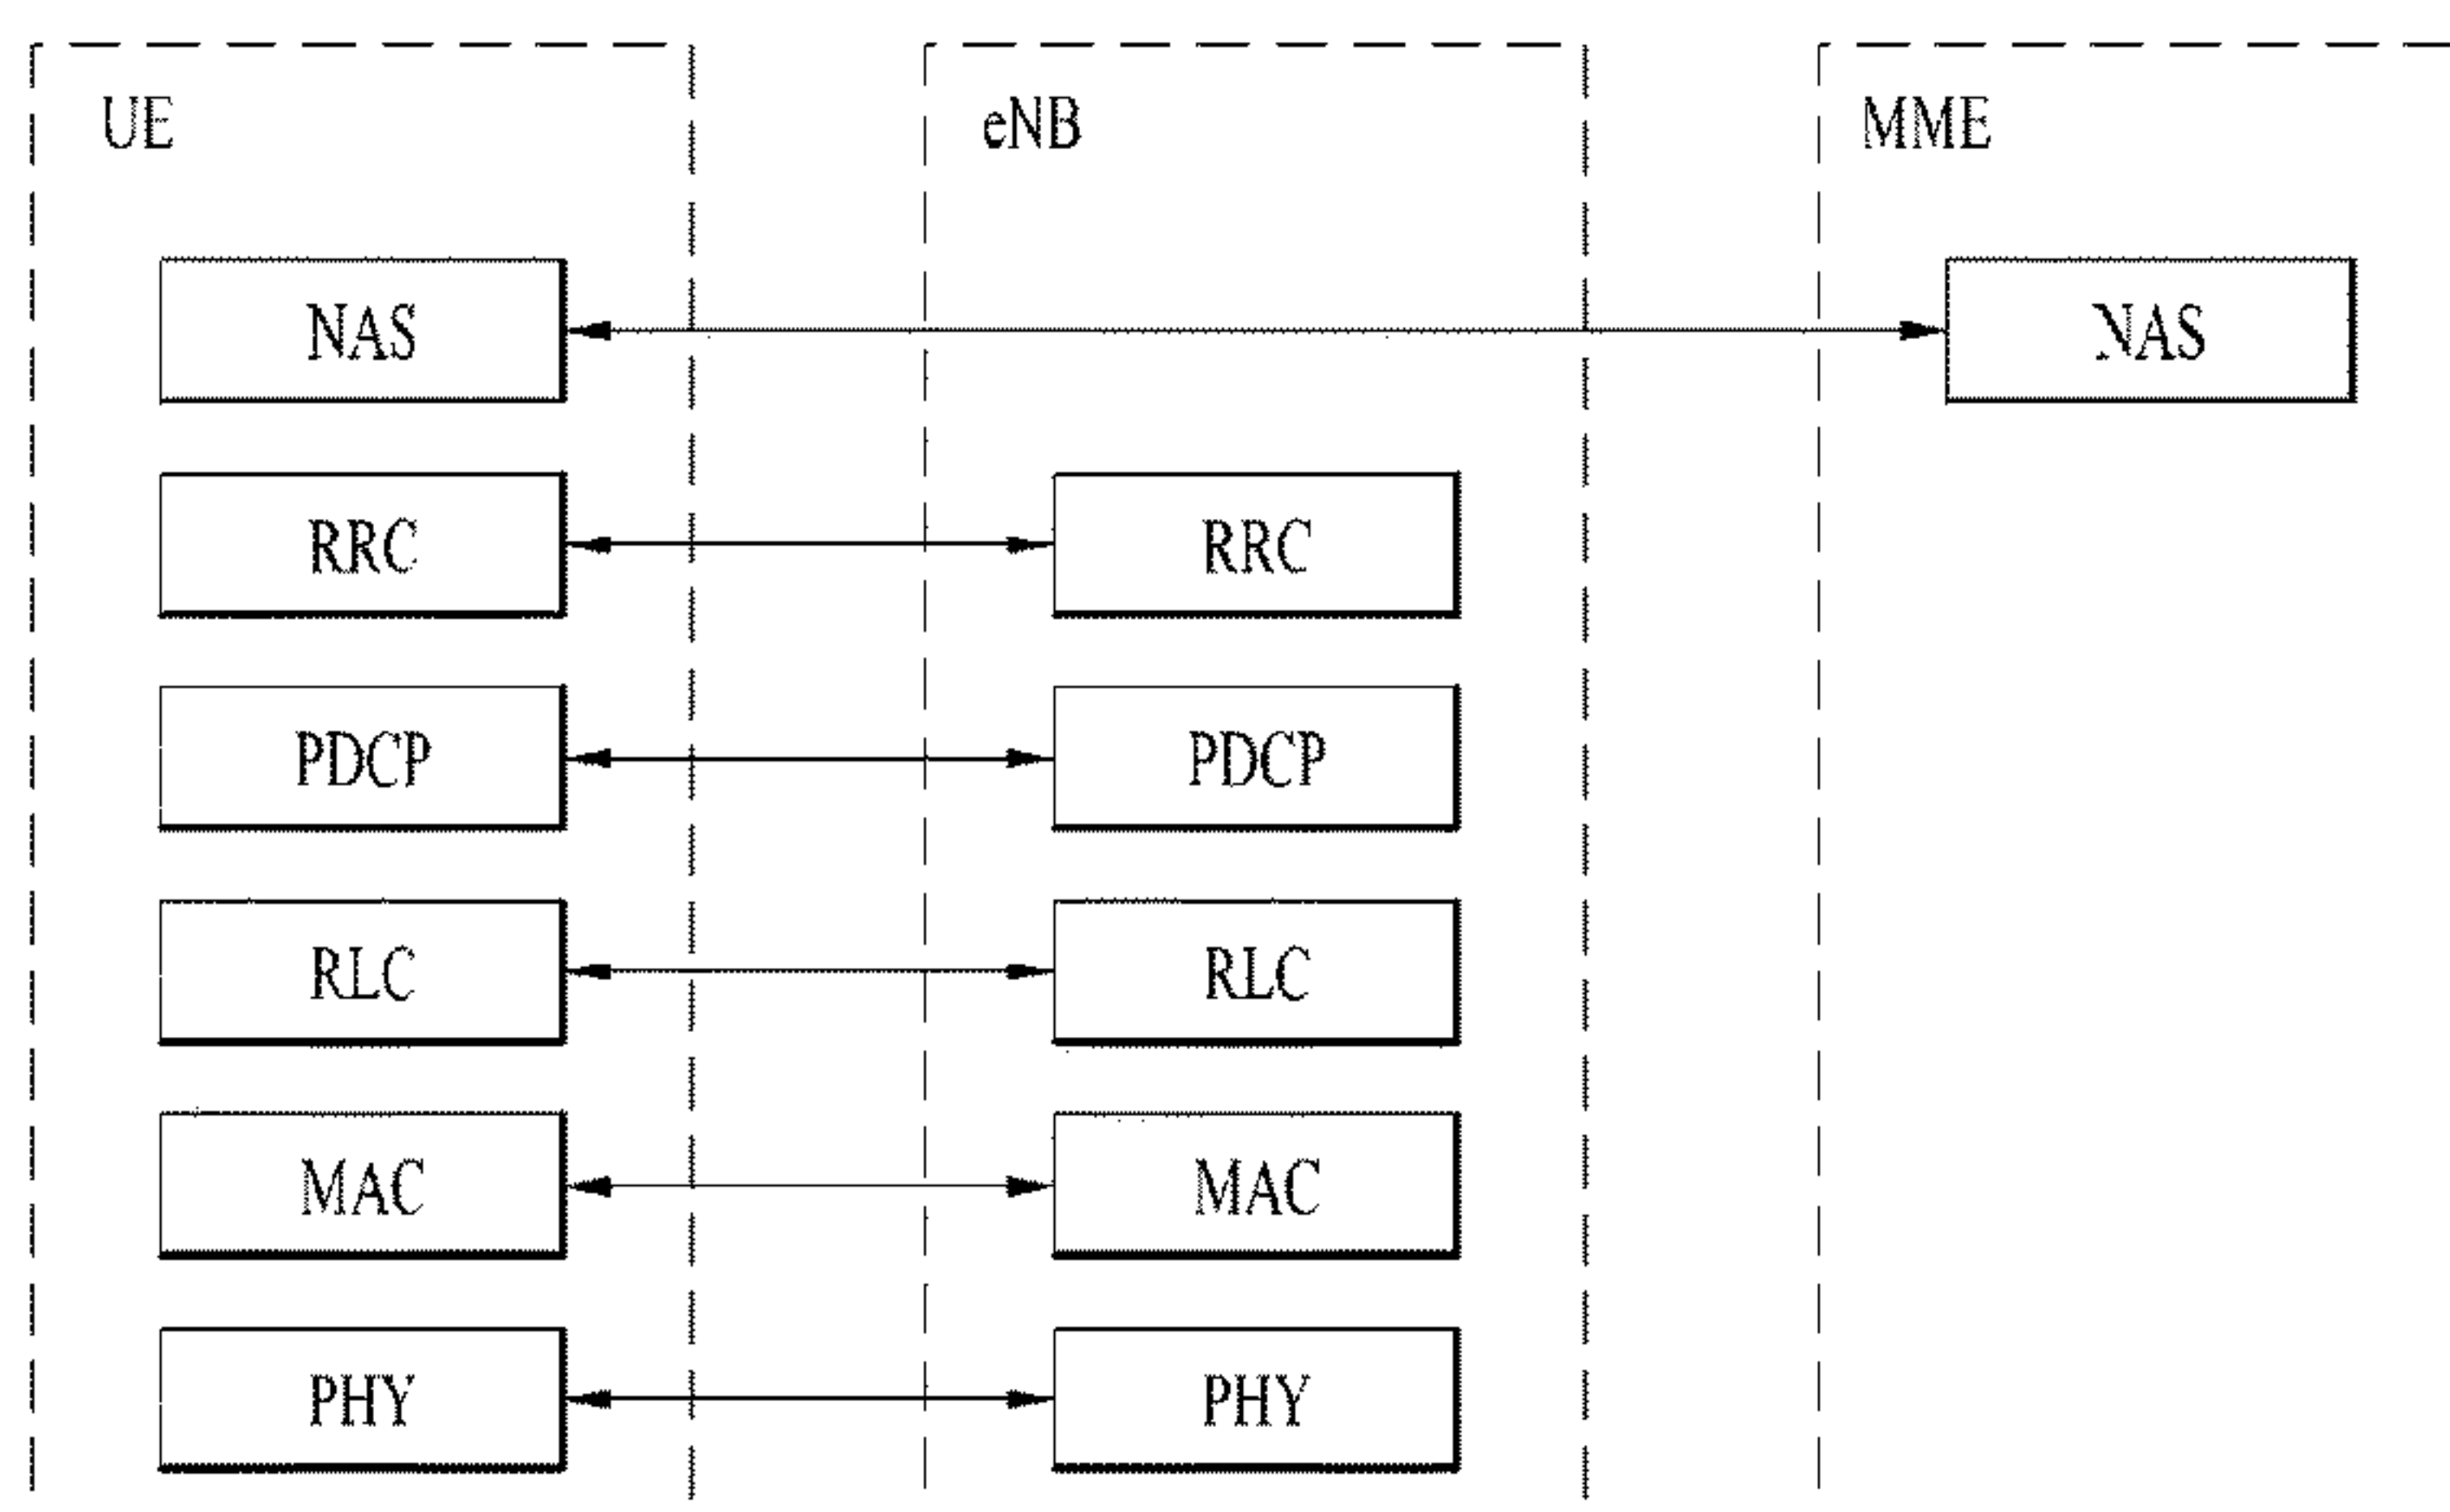 UE eNB MME
NAS NAS
RRC RRC
PDCP PDCP
RLC RLC
MAC MAC
PHY PHY